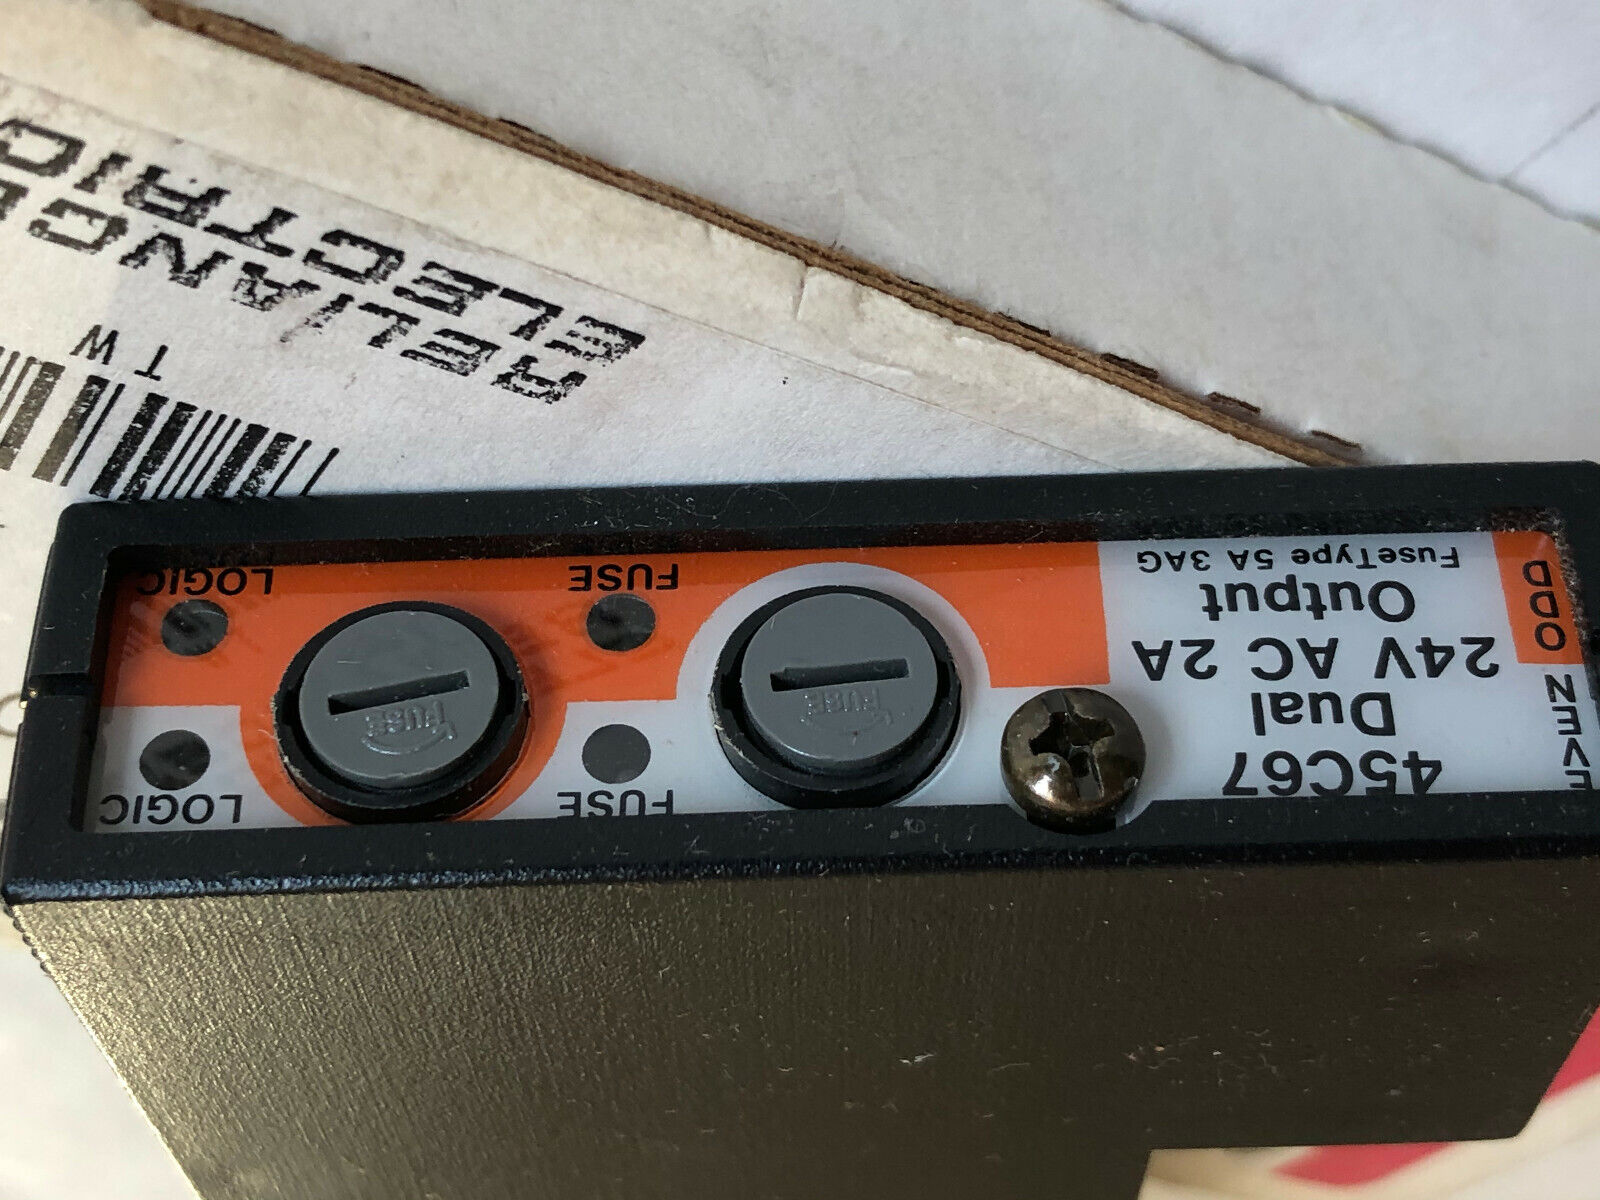 RELIANCE
ELECTRIC
TW
45C67
Dual
24V AC 2A
Output
FuseType 5A 3AG
EVEN
ODD
FUSE
LOGIC
FUSE
LOGIC
FUSE
FUSE